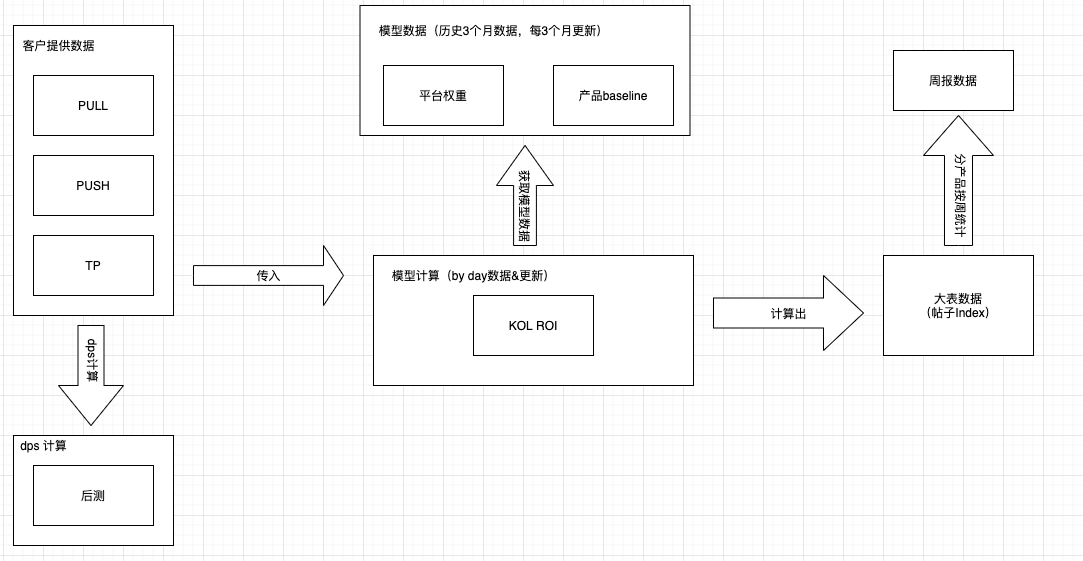 客户提供数据
PULL
PUSH
TP
dps计算
dps 计算
后测
传入
模型数据（历史3个月数据，每3个月更新）
平台权重
产品baseline
获取模型数据
模型计算（by day数据&更新）
KOL ROI
计算出
周报数据
分产品按周统计
大表数据
（帖子Index）